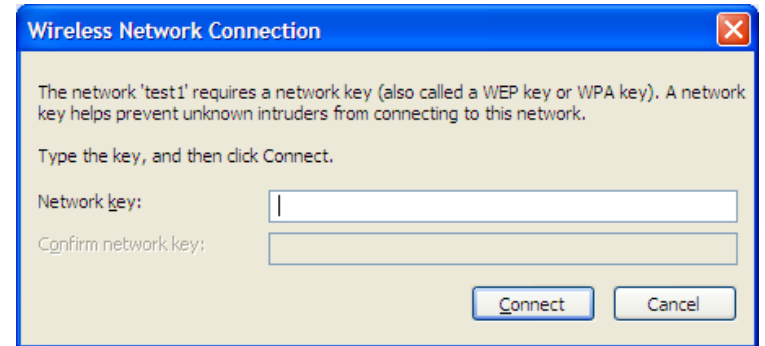 Wireless Network Connection
The network 'test1' requires a network key (also called a WEP key or WPA key). A network
key helps prevent unknown intruders from connecting to this network.
Type the key, and then click Connect.
Network key:
Confirm network key:
Connect Cancel